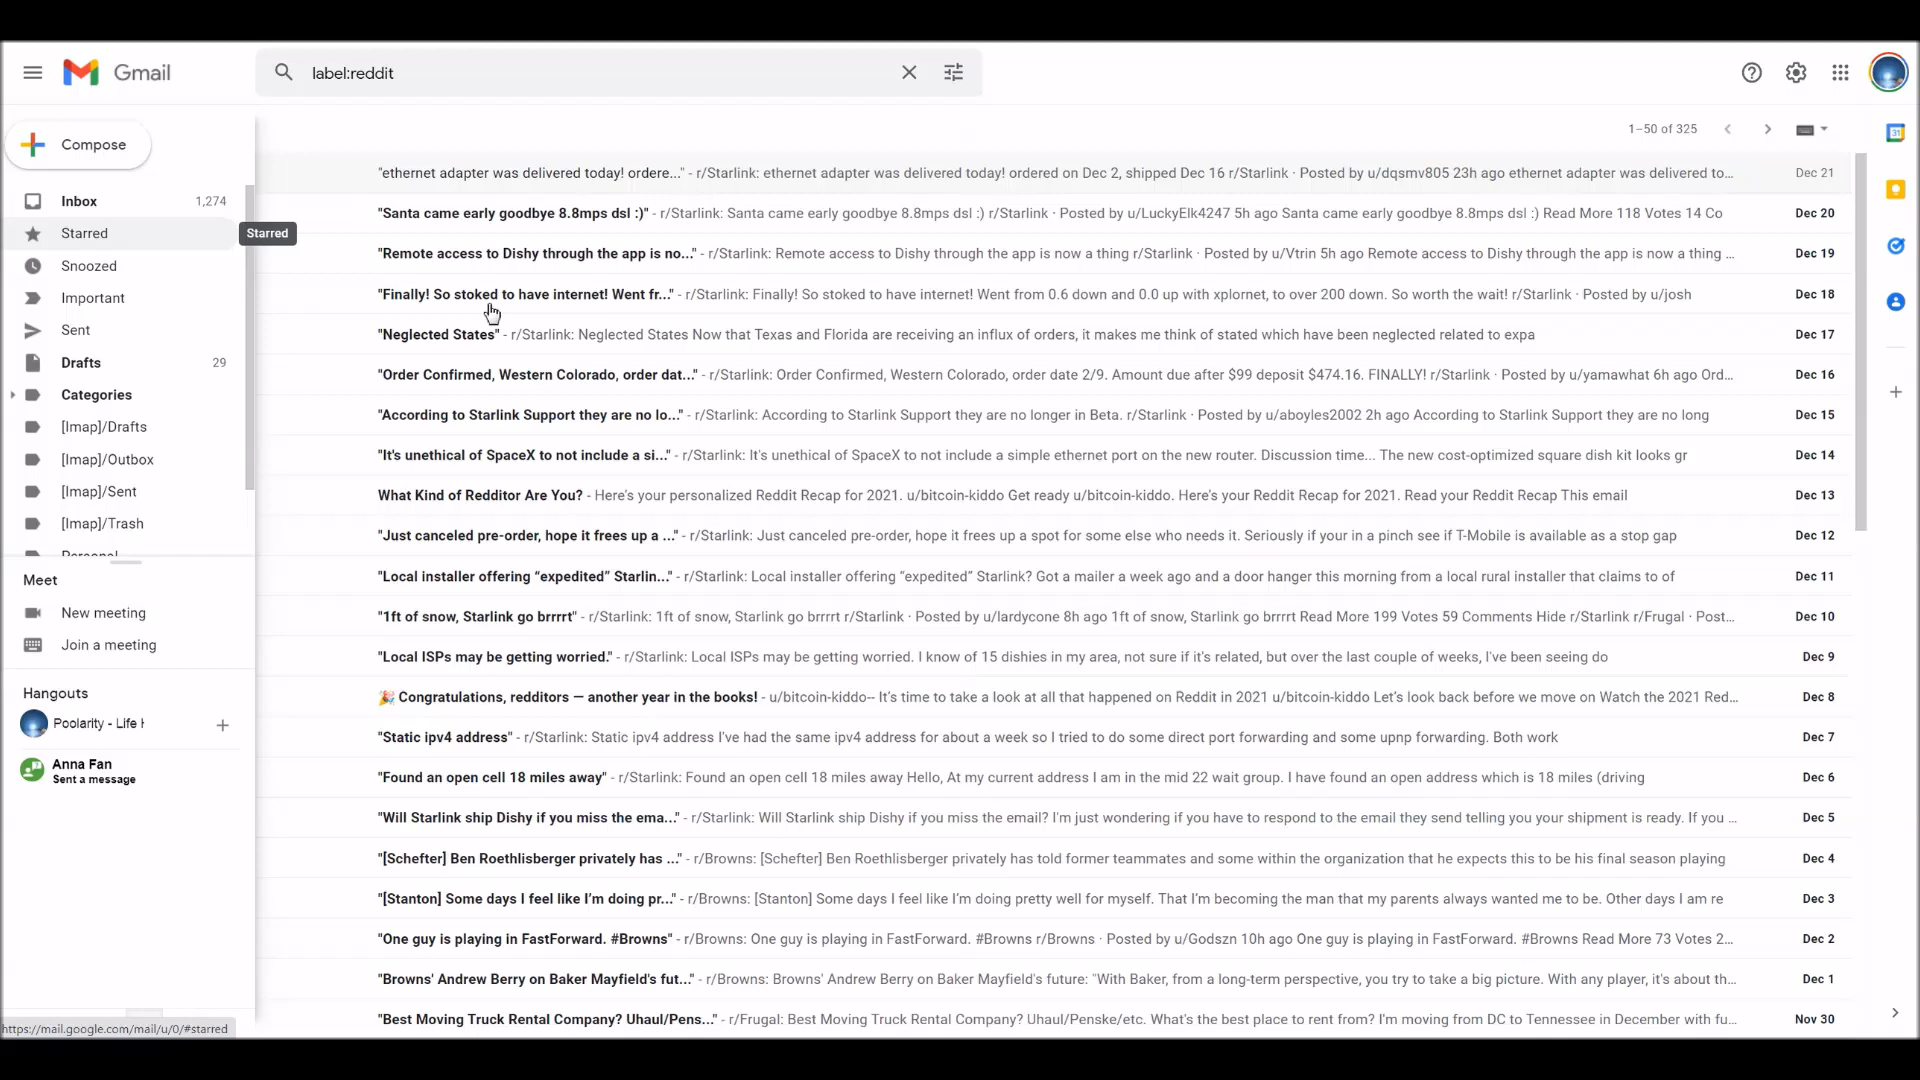 Gmail
label:reddit
Compose
1–50 of 325
31
Inbox 1,274
Starred
Starred
Snoozed
Important
Sent
Drafts 29
Categories
[Imap]/Drafts
[Imap]/Outbox
[Imap]/Sent
[Imap]/Trash
Personal
Meet
New meeting
Join a meeting
Hangouts
Poolarity - Life
Anna Fan
Sent a message
"ethernet adapter was delivered today! ordere..." - r/Starlink: ethernet adapter was delivered today! ordered on Dec 2, shipped Dec 16 r/Starlink · Posted by u/dqsmv805 23h ago ethernet adapter was delivered to... Dec 21
"Santa came early goodbye 8.8mps dsl :)" - r/Starlink: Santa came early goodbye 8.8mps dsl :) r/Starlink · Posted by u/LuckyElk4247 5h ago Santa came early goodbye 8.8mps dsl :) Read More 118 Votes 14 Co Dec 20
"Remote access to Dishy through the app is no..." - r/Starlink: Remote access to Dishy through the app is now a thing r/Starlink · Posted by u/Vtrin 5h ago Remote access to Dishy through the app is now a thing ... Dec 19
"Finally! So stoked to have internet! Went fr..." - r/Starlink: Finally! So stoked to have internet! Went from 0.6 down and 0.0 up with xplornet, to over 200 down. So worth the wait! r/Starlink · Posted by u/josh Dec 18
"Neglected States" - r/Starlink: Neglected States Now that Texas and Florida are receiving an influx of orders, it makes me think of stated which have been neglected related to expa Dec 17
"Order Confirmed, Western Colorado, order dat..." - r/Starlink: Order Confirmed, Western Colorado, order date 2/9. Amount due after $99 deposit $474.16. FINALLY! r/Starlink · Posted by u/yamawhat 6h ago Ord... Dec 16
"According to Starlink Support they are no lo..." - r/Starlink: According to Starlink Support they are no longer in Beta. r/Starlink · Posted by u/aboyles2002 2h ago According to Starlink Support they are no long Dec 15
"It's unethical of SpaceX to not include a si..." - r/Starlink: It's unethical of SpaceX to not include a simple ethernet port on the new router. Discussion time... The new cost-optimized square dish kit looks gr Dec 14
What Kind of Redditor Are You? - Here's your personalized Reddit Recap for 2021. u/bitcoin-kiddo Get ready u/bitcoin-kiddo. Here's your Reddit Recap for 2021. Read your Reddit Recap This email Dec 13
"Just canceled pre-order, hope it frees up a ..." - r/Starlink: Just canceled pre-order, hope it frees up a spot for some else who needs it. Seriously if your in a pinch see if T-Mobile is available as a stop gap Dec 12
"Local installer offering “expedited” Starlin..." - r/Starlink: Local installer offering “expedited” Starlink? Got a mailer a week ago and a door hanger this morning from a local rural installer that claims to of Dec 11
"1ft of snow, Starlink go brrrrt" - r/Starlink: 1ft of snow, Starlink go brrrrt r/Starlink · Posted by u/lardycone 8h ago 1ft of snow, Starlink go brrrrt Read More 199 Votes 59 Comments Hide r/Starlink r/Frugal · Post... Dec 10
"Local ISPs may be getting worried." - r/Starlink: Local ISPs may be getting worried. I know of 15 dishies in my area, not sure if it's related, but over the last couple of weeks, I've been seeing do Dec 9
🎉 Congratulations, redditors — another year in the books! - u/bitcoin-kiddo-- It's time to take a look at all that happened on Reddit in 2021 u/bitcoin-kiddo Let's look back before we move on Watch the 2021 Red... Dec 8
"Static ipv4 address" - r/Starlink: Static ipv4 address I've had the same ipv4 address for about a week so I tried to do some direct port forwarding and some upnp forwarding. Both work Dec 7
"Found an open cell 18 miles away" - r/Starlink: Found an open cell 18 miles away Hello, At my current address I am in the mid 22 wait group. I have found an open address which is 18 miles (driving Dec 6
"Will Starlink ship Dishy if you miss the ema..." - r/Starlink: Will Starlink ship Dishy if you miss the email? I'm just wondering if you have to respond to the email they send telling you your shipment is ready. If you ... Dec 5
"[Schefter] Ben Roethlisberger privately has ..." - r/Browns: [Schefter] Ben Roethlisberger privately has told former teammates and some within the organization that he expects this to be his final season playing Dec 4
"[Stanton] Some days I feel like I'm doing pr..." - r/Browns: [Stanton] Some days I feel like I'm doing pretty well for myself. That I'm becoming the man that my parents always wanted me to be. Other days I am re Dec 3
"One guy is playing in FastForward. #Browns" - r/Browns: One guy is playing in FastForward. #Browns r/Browns · Posted by u/Godszn 10h ago One guy is playing in FastForward. #Browns Read More 73 Votes 2... Dec 2
"Browns' Andrew Berry on Baker Mayfield's fut..." - r/Browns: Browns' Andrew Berry on Baker Mayfield's future: "With Baker, from a long-term perspective, you try to take a big picture. With any player, it's about th... Dec 1
"Best Moving Truck Rental Company? Uhaul/Pens..." - r/Frugal: Best Moving Truck Rental Company? Uhaul/Penske/etc. What's the best place to rent from? I'm moving from DC to Tennessee in December with fu... Nov 30
https://mail.google.com/mail/u/0/#starred